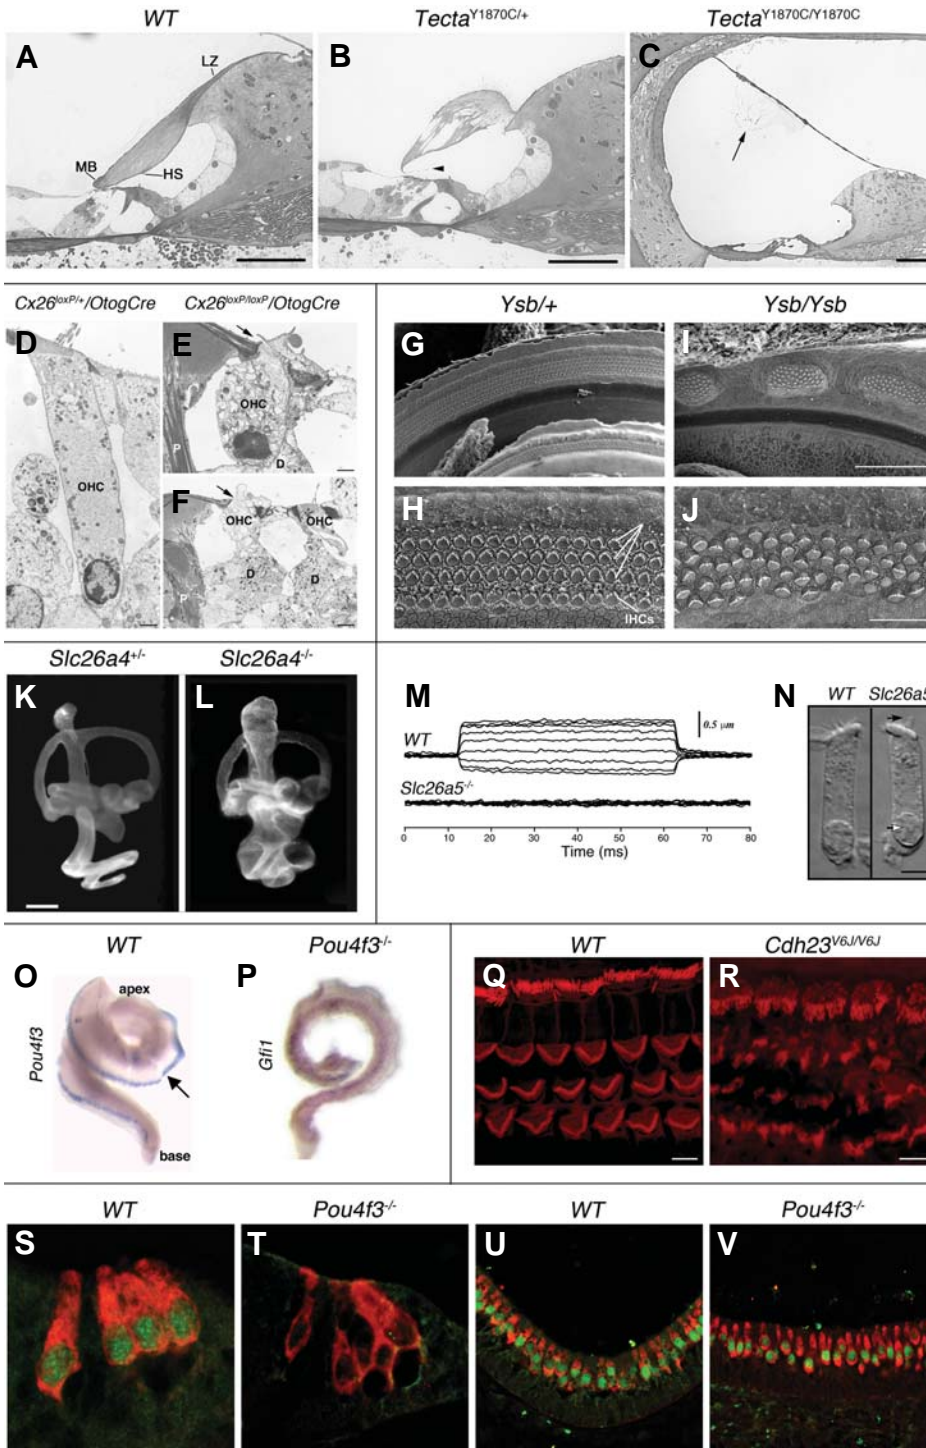 WT
Tecta^Y1870C/+
Tecta^Y1870C/Y1870C
A
LZ
MB
HS
B
C
Cx26^loxP/+/OtogCre
Cx26^loxP/loxP/OtogCre
Ysb/+
Ysb/Ysb
D
OHC
E
OHC
P
D
F
OHC
OHC
D
D
P
G
I
H
IHCs
J
Slc26a4^+/-
Slc26a4^-/-
K
L
M
0.5 μm
WT
Slc26a5^-/-
0 10 20 30 40 50 60 70 80
Time (ms)
N
WT
Slc26a5
WT
Pou4f3^-/-
WT
Cdh23^V6J/V6J
O
apex
Pou4f3
base
P
Gfi1
Q
R
WT
Pou4f3^-/-
WT
Pou4f3^-/-
S
T
U
V